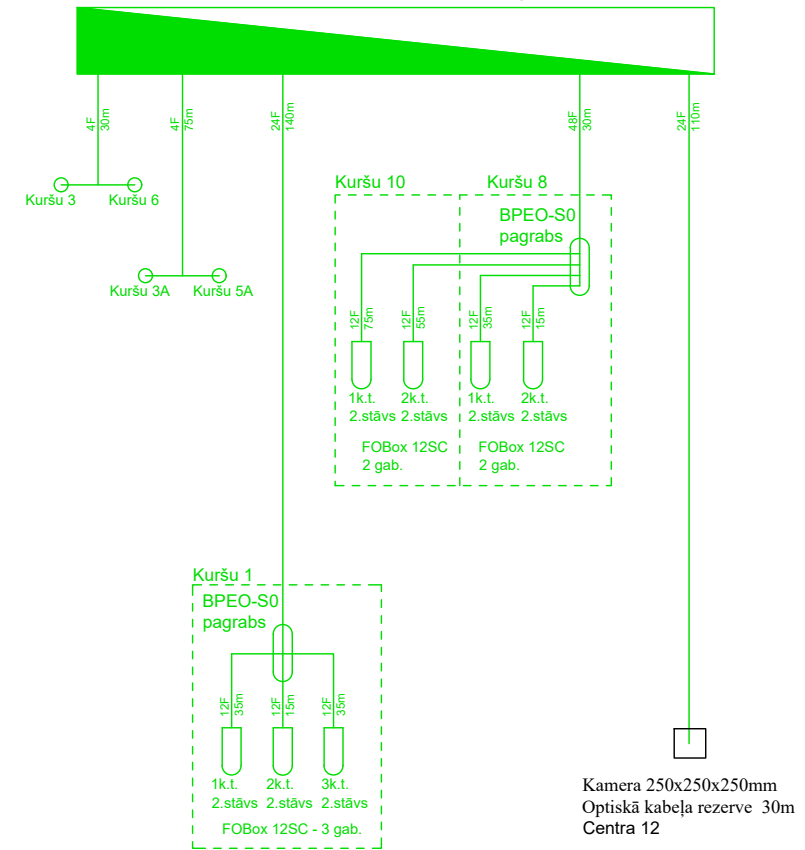 4F
30m
4F
75m
24F
140m
48F
30m
24F
110m
Kuršu 3
Kuršu 6
Kuršu 3A
Kuršu 5A
Kuršu 10
Kuršu 8
BPEO-S0
pagrabs
12F
75m
12F
55m
12F
35m
12F
15m
1k.t.
2.stāvs
2k.t.
2.stāvs
1k.t.
2.stāvs
2k.t.
2.stāvs
FOBox 12SC
2 gab.
FOBox 12SC
2 gab.
Kuršu 1
BPEO-S0
pagrabs
12F
35m
12F
15m
12F
35m
1k.t.
2.stāvs
2k.t.
2.stāvs
3k.t.
2.stāvs
FOBox 12SC - 3 gab.
Kamera 250x250x250mm
Optiskā kabeļa rezerve 30m
Centra 12